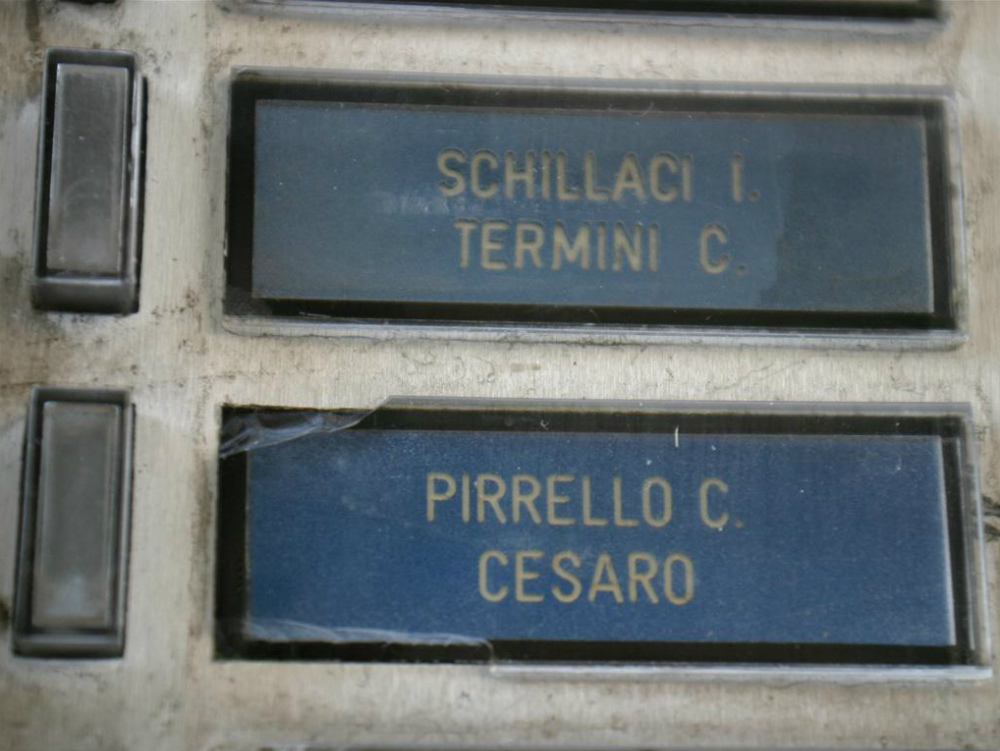 SCHILLACI I.
TERMINI C.
PIRRELLO C.
CESARO